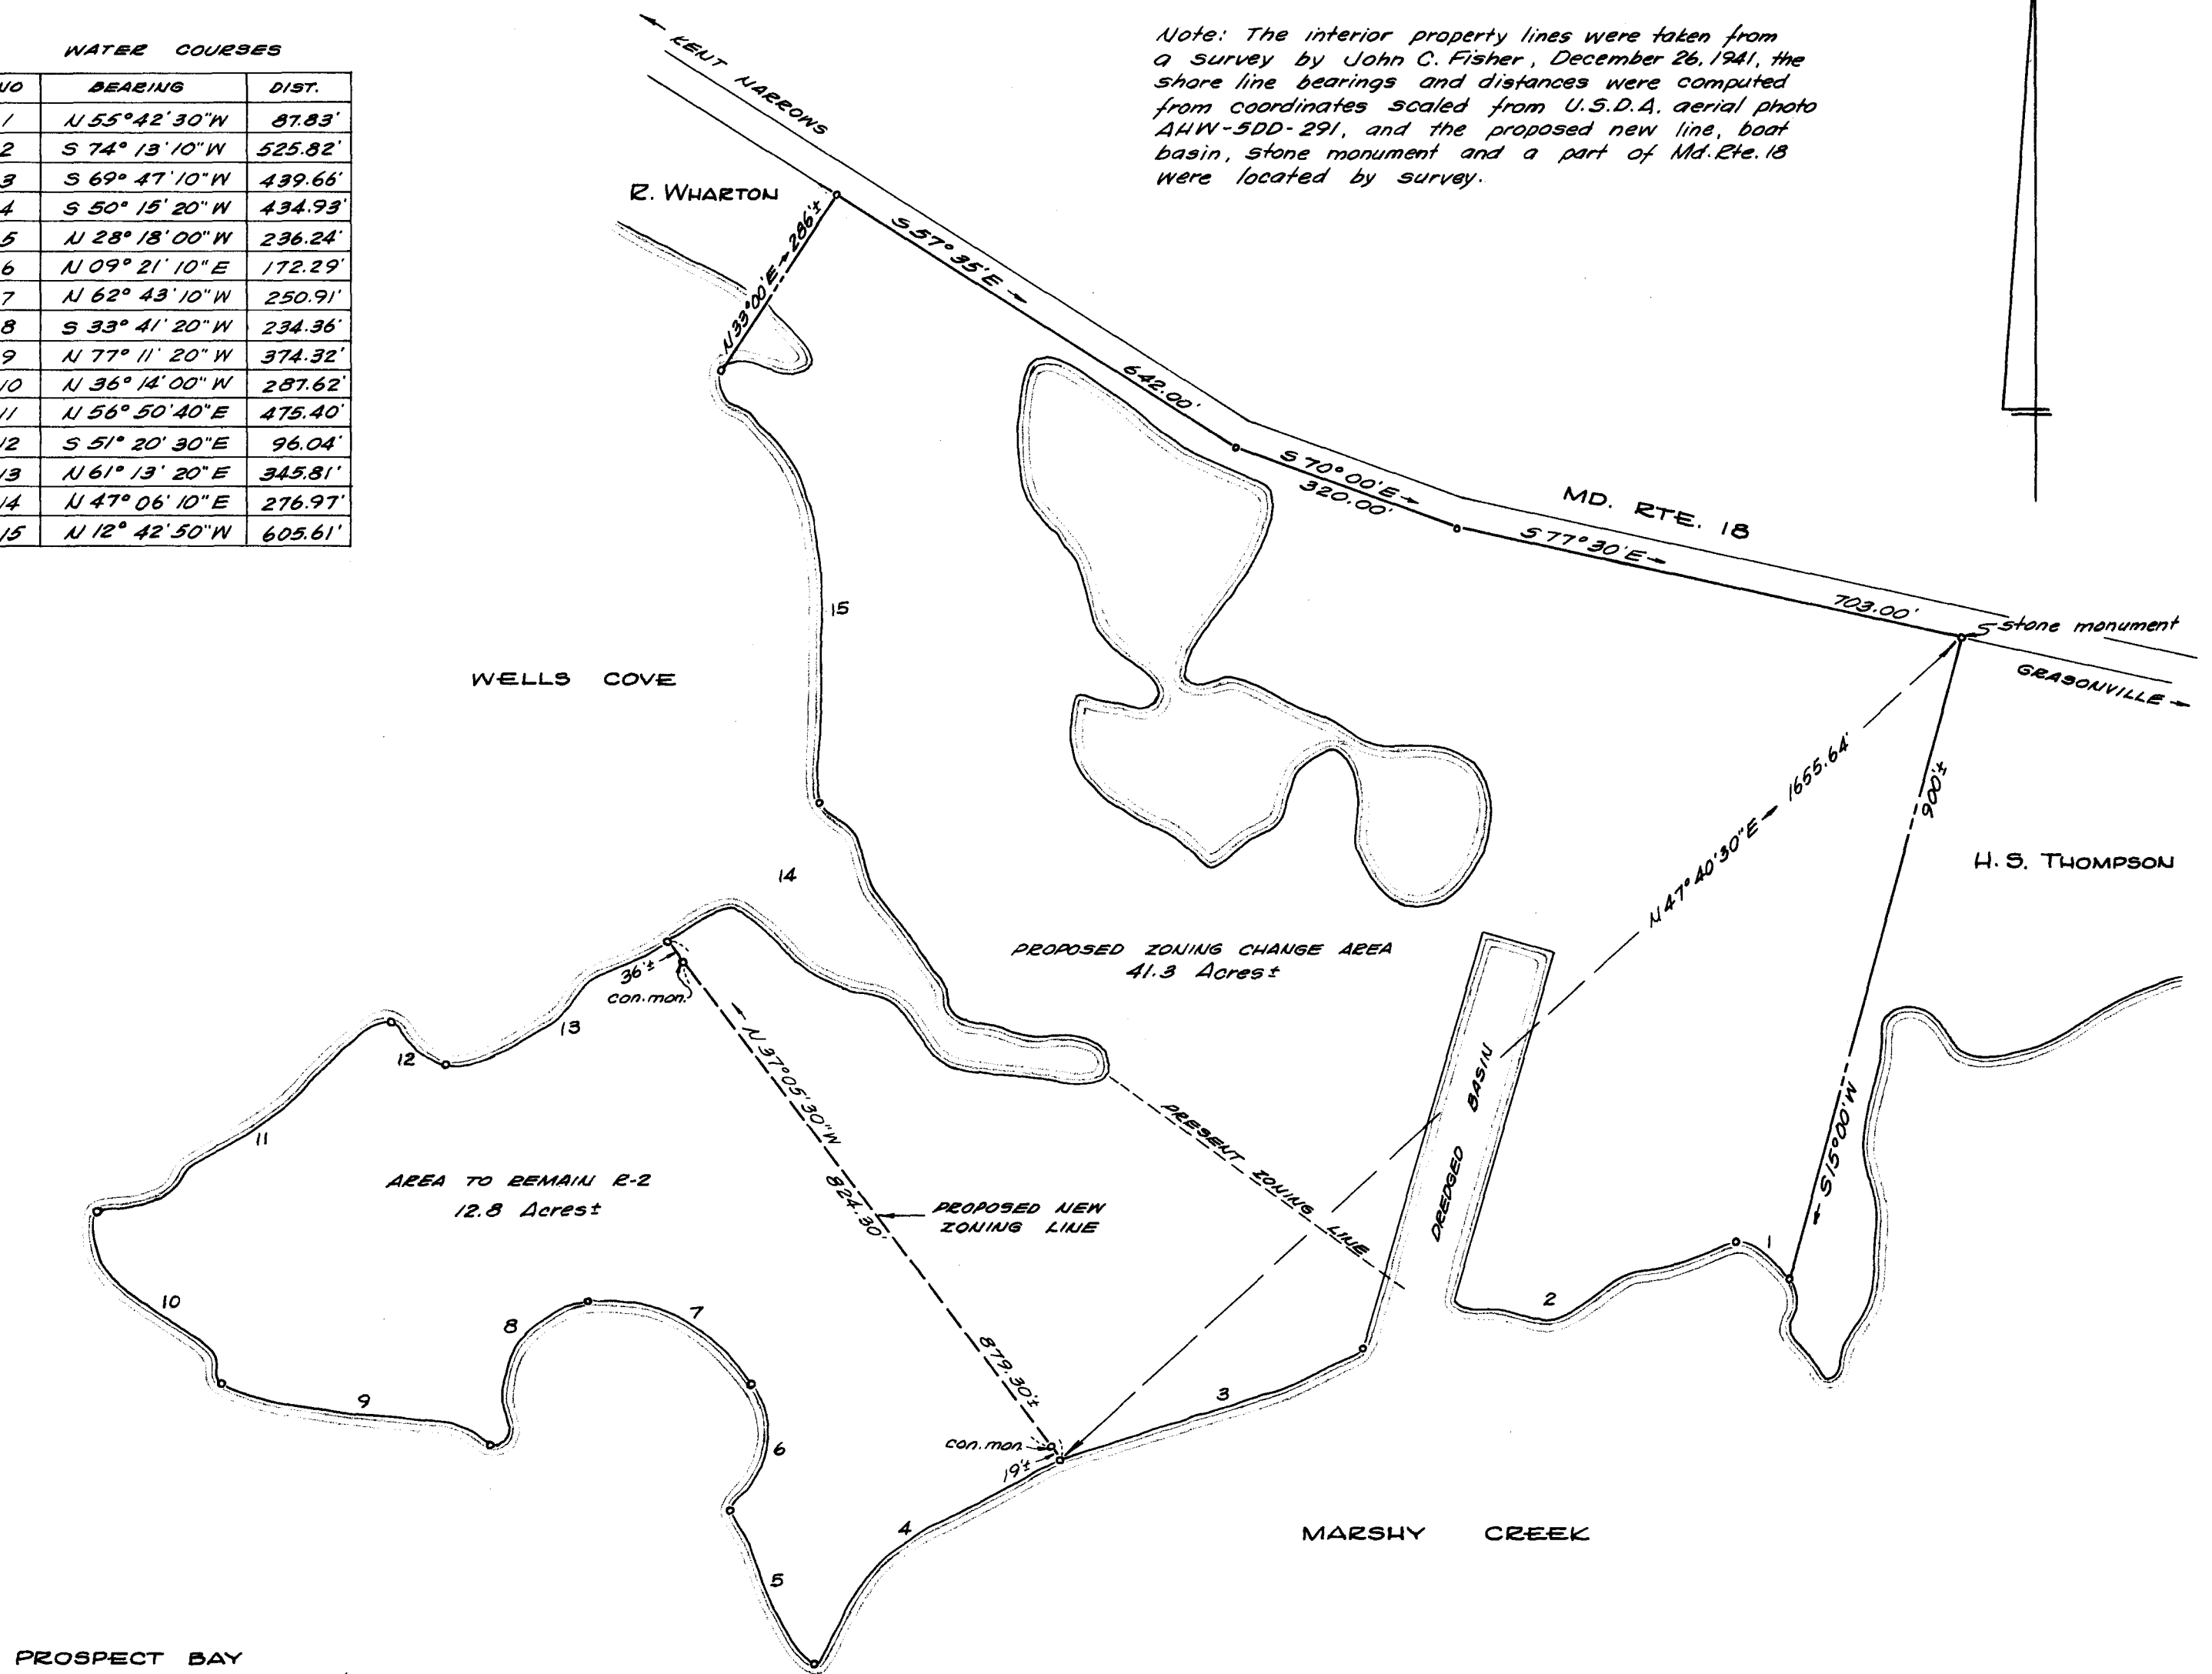 WATER COURSES
NO BEARING DIST.
1 N 55° 42' 30" W 87.83'
2 S 74° 13' 10" W 525.82'
3 S 69° 47' 10" W 439.66'
4 S 50° 15' 20" W 434.93'
5 N 28° 18' 00" W 236.24'
6 N 09° 21' 10" E 172.29'
7 N 62° 43' 10" W 250.91'
8 S 33° 41' 20" W 234.36'
9 N 77° 11' 20" W 374.32'
10 N 36° 14' 00" W 287.62'
11 N 56° 50' 40" E 475.40'
12 S 51° 20' 30" E 96.04'
13 N 61° 13' 20" E 345.81'
14 N 47° 06' 10" E 276.97'
15 N 12° 42' 50" W 605.61'
Note: The interior property lines were taken from
a survey by John C. Fisher, December 26, 1941, the
shore line bearings and distances were computed
from coordinates scaled from U.S.D.A. aerial photo
AHW-5DD-291, and the proposed new line, boat
basin, stone monument and a part of Md. Rte. 18
were located by survey.
KENT NARROWS
R. WHARTON
N 33° 00' E 286'±
S 57° 35' E
642.00'
S 70° 00' E
320.00'
MD. RTE. 18
S 77° 30' E
703.00'
stone monument
GRASONVILLE
15
WELLS COVE
1655.64'
N 47° 40' 30" E
900'±
S 15° 00' W
H. S. THOMPSON
14
PROPOSED ZONING CHANGE AREA
41.3 Acres±
36'±
con. mon.
13
12
11
N 37° 05' 30" W
824.30'
879.30'±
PRESENT ZONING LINE
DREDGED BASIN
AREA TO REMAIN R-2
12.8 Acres±
PROPOSED NEW
ZONING LINE
1
2
10
8
7
9
3
6
con. mon.
19'±
4
5
MARSHY CREEK
PROSPECT BAY